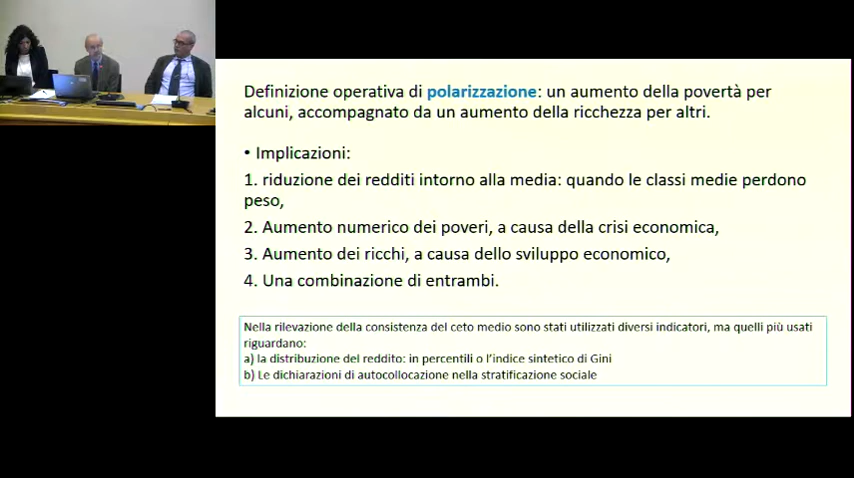 Definizione operativa di polarizzazione: un aumento della povertà per
alcuni, accompagnato da un aumento della ricchezza per altri.
• Implicazioni:
1. riduzione dei redditi intorno alla media: quando le classi medie perdono
peso,
2. Aumento numerico dei poveri, a causa della crisi economica,
3. Aumento dei ricchi, a causa dello sviluppo economico,
4. Una combinazione di entrambi.
Nella rilevazione della consistenza del ceto medio sono stati utilizzati diversi indicatori, ma quelli più usati
riguardano:
a) la distribuzione del reddito: in percentili o l'indice sintetico di Gini
b) Le dichiarazioni di autocollocazione nella stratificazione sociale